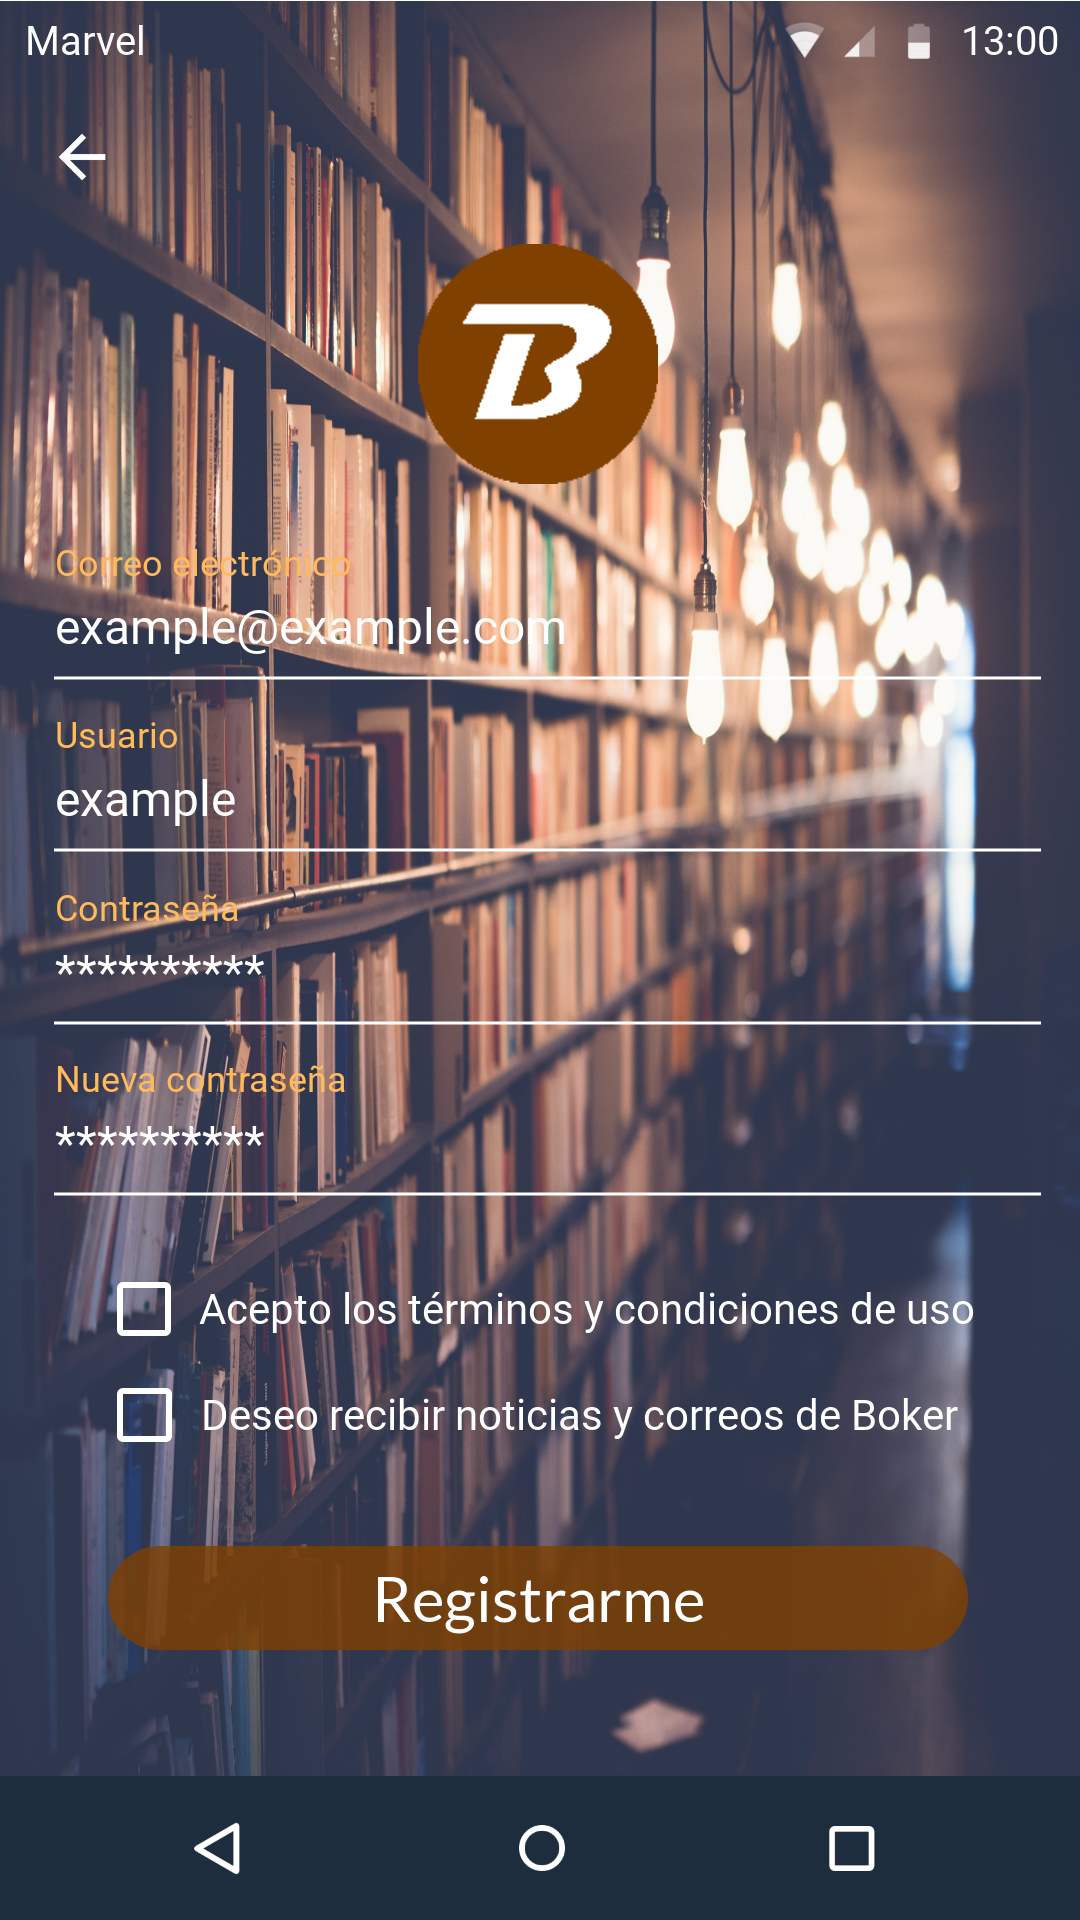 Marvel 13:00
B
Correo electrónico
example@example.com
Usuario
example
Contraseña
**********
Nueva contraseña
**********
Acepto los términos y condiciones de uso
Deseo recibir noticias y correos de Boker
Registrarme